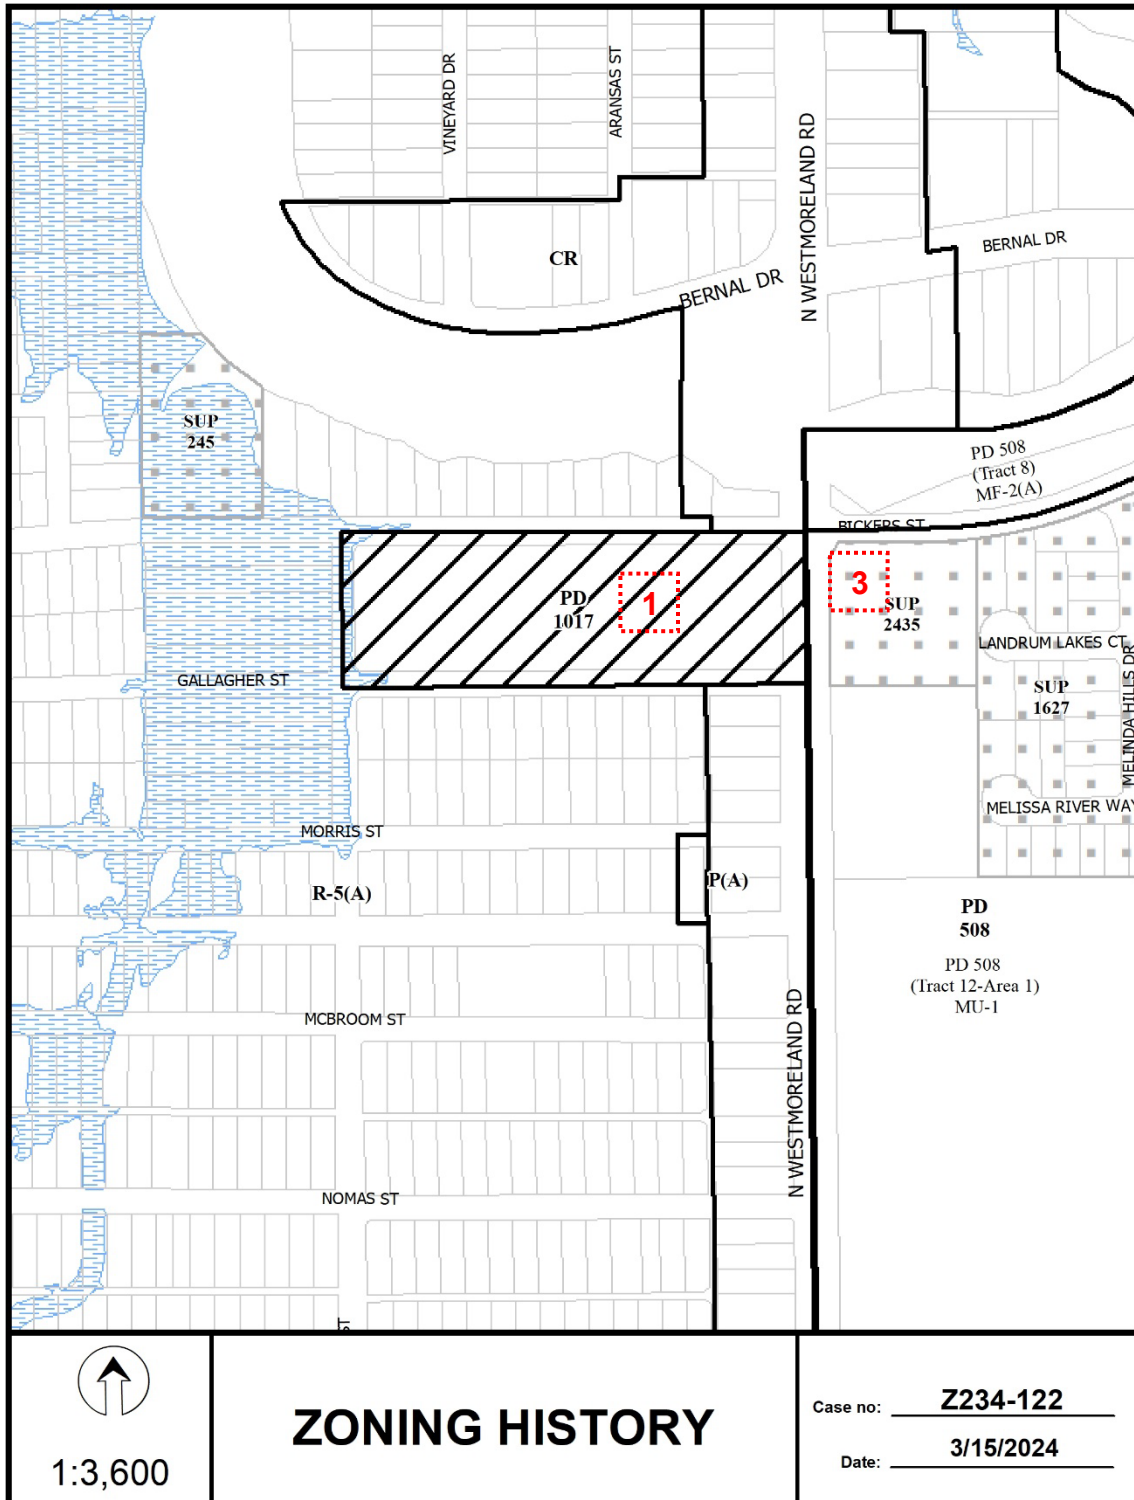 VINEYARD DR
ARANSAS ST
N WESTMORELAND RD
BERNAL DR
CR
BERNAL DR
SUP
245
PD 508
(Tract 8)
MF-2(A)
BICKERS ST
PD
1017
1
3
SUP
2435
LANDRUM LAKES CT
GALLAGHER ST
SUP
1627
MELINDA HILLS DR
MELISSA RIVER WAY
MORRIS ST
R-5(A)
P(A)
PD
508
PD 508
(Tract 12-Area 1)
MU-1
MCBROOM ST
N WESTMORELAND RD
NOMAS ST
ST
1:3,600
ZONING HISTORY
Case no: Z234-122
Date: 3/15/2024